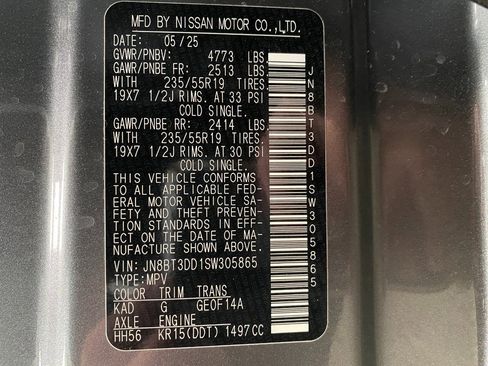 MFD BY NISSAN MOTOR CO.,LTD.
DATE: 05/25
GVWR/PNBV: 4773 LBS.
GAWR/PNBE FR: 2513 LBS.
WITH 235/55R19 TIRES.
19X7 1/2J RIMS. AT 33 PSI
COLD SINGLE.
GAWR/PNBE RR: 2414 LBS.
WITH 235/55R19 TIRES.
19X7 1/2J RIMS. AT 30 PSI
COLD SINGLE.
THIS VEHICLE CONFORMS
TO ALL APPLICABLE FED-
ERAL MOTOR VEHICLE SA-
FETY AND THEFT PREVEN-
TION STANDARDS IN EFF-
ECT ON THE DATE OF MA-
NUFACTURE SHOWN ABOVE.
VIN: JN8BT3DD1SW305865
TYPE:MPV
COLOR TRIM TRANS
KAD G GE0F14A
AXLE ENGINE
HH56 KR15(DDT) 1497CC
JN8BT3DD1SW305865